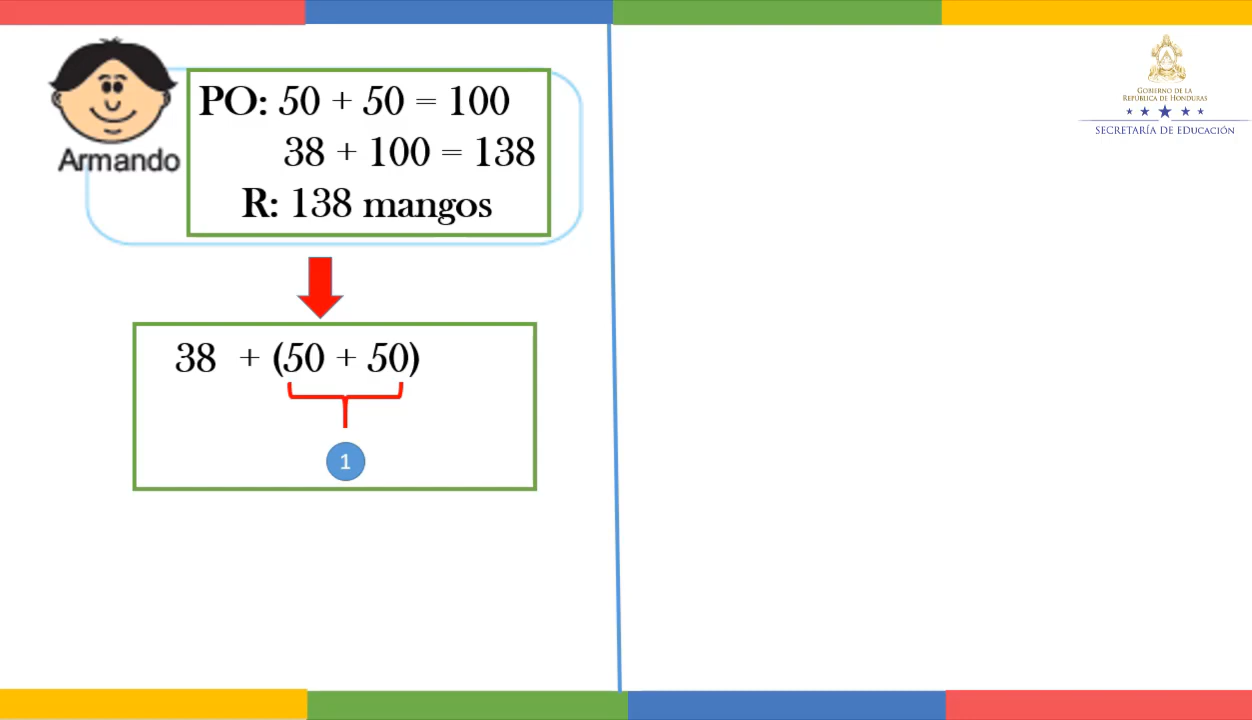 PO: 50 + 50 = 100
38 + 100 = 138
R: 138 mangos
Armando
38 + (50 + 50)
1
GOBIERNO DE LA
REPÚBLICA DE HONDURAS
SECRETARÍA DE EDUCACIÓN